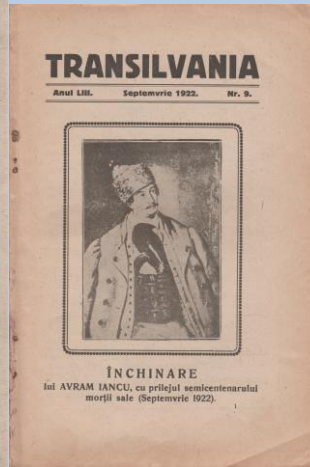 TRANSILVANIA
Anul LIII. Septemvrie 1922. Nr. 9.
ÎNCHINARE
lui AVRAM IANCU, cu prilejul semicentenarului
morții sale (Septemvrie 1922).